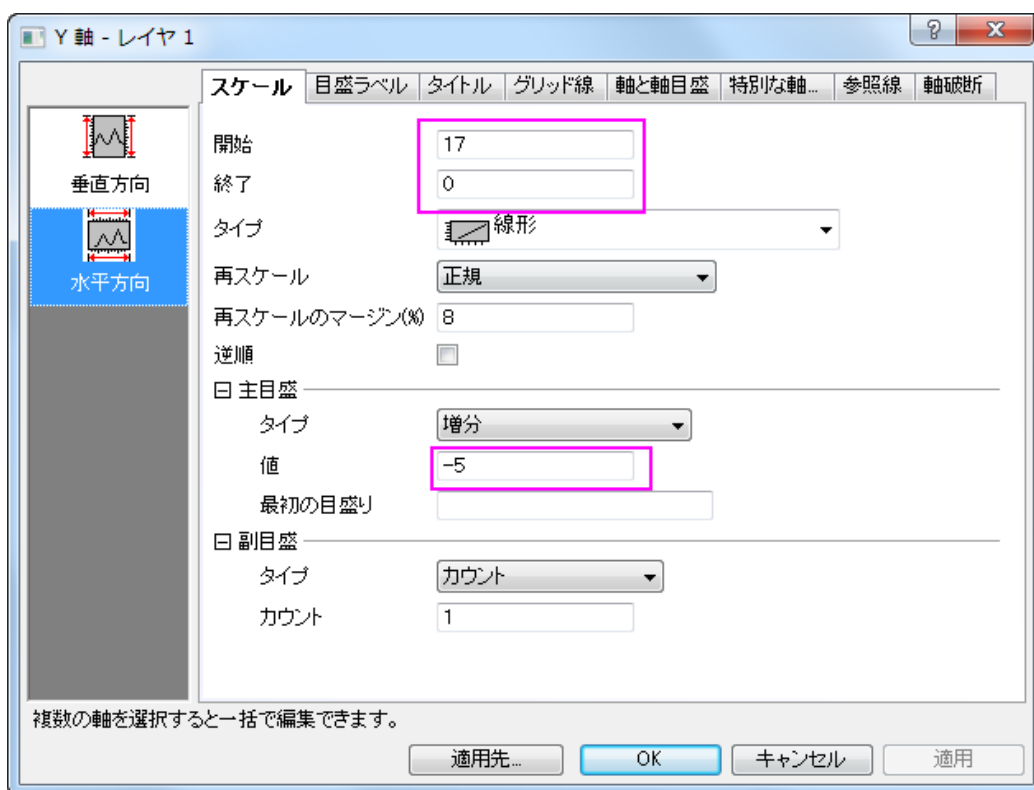 Y 軸 - レイヤ 1
スケール 目盛ラベル タイトル グリッド線 軸と軸目盛 特別な軸... 参照線 軸破断
垂直方向
水平方向
開始 17
終了 0
タイプ 線形
再スケール 正規
再スケールのマージン(%) 8
逆順
主目盛
タイプ 増分
値 -5
最初の目盛り
副目盛
タイプ カウント
カウント 1
複数の軸を選択すると一括で編集できます。
適用先... OK キャンセル 適用